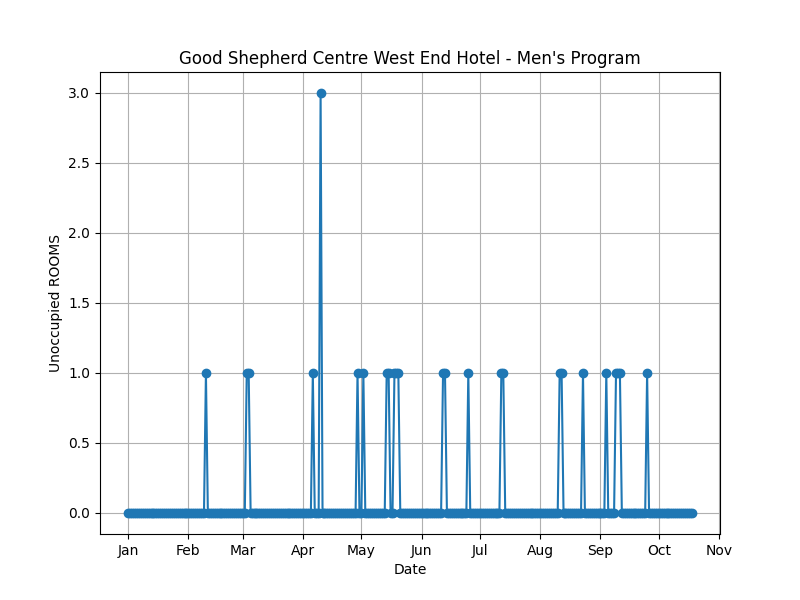 Good Shepherd Centre West End Hotel - Men's Program
3.0
2.5
2.0
1.5
1.0
0.5
0.0
Unoccupied ROOMS
Jan Feb Mar Apr May Jun Jul Aug Sep Oct Nov
Date